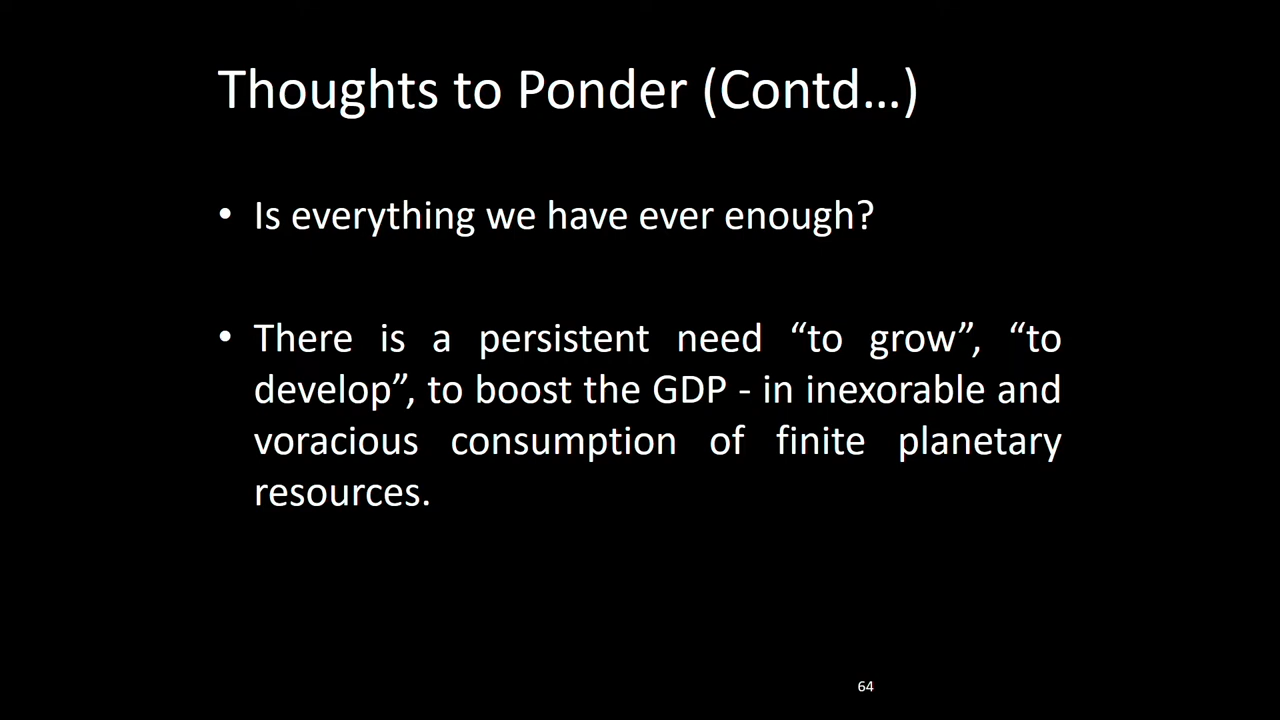 Thoughts to Ponder (Contd...)
• Is everything we have ever enough?
• There is a persistent need “to grow”, “to
develop”, to boost the GDP - in inexorable and
voracious consumption of finite planetary
resources.
64